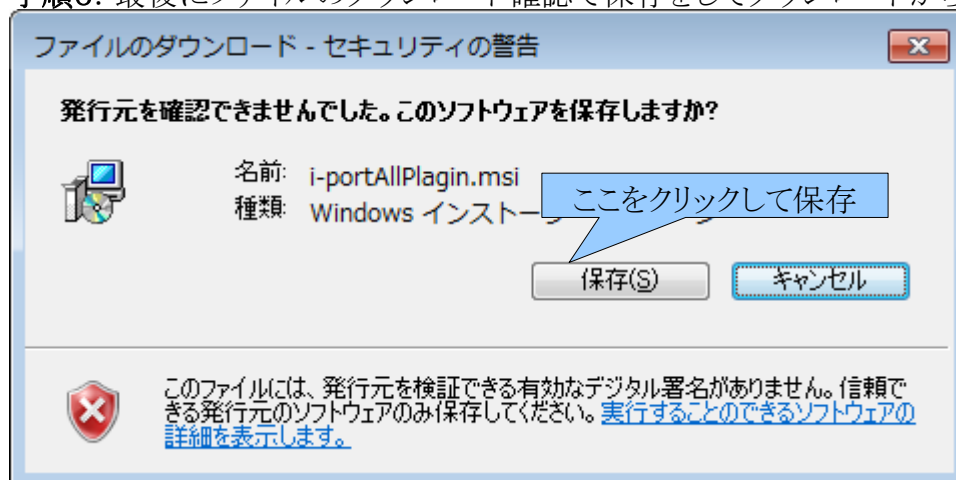 ファイルのダウンロード - セキュリティの警告
発行元を確認できませんでした。このソフトウェアを保存しますか?
名前: i-portAllPlagin.msi
種類: Windows インストー
ここをクリックして保存
保存(S)
キャンセル
このファイルには、発行元を検証できる有効なデジタル署名がありません。信頼で
きる発行元のソフトウェアのみ保存してください。実行することのできるソフトウェアの
詳細を表示します。